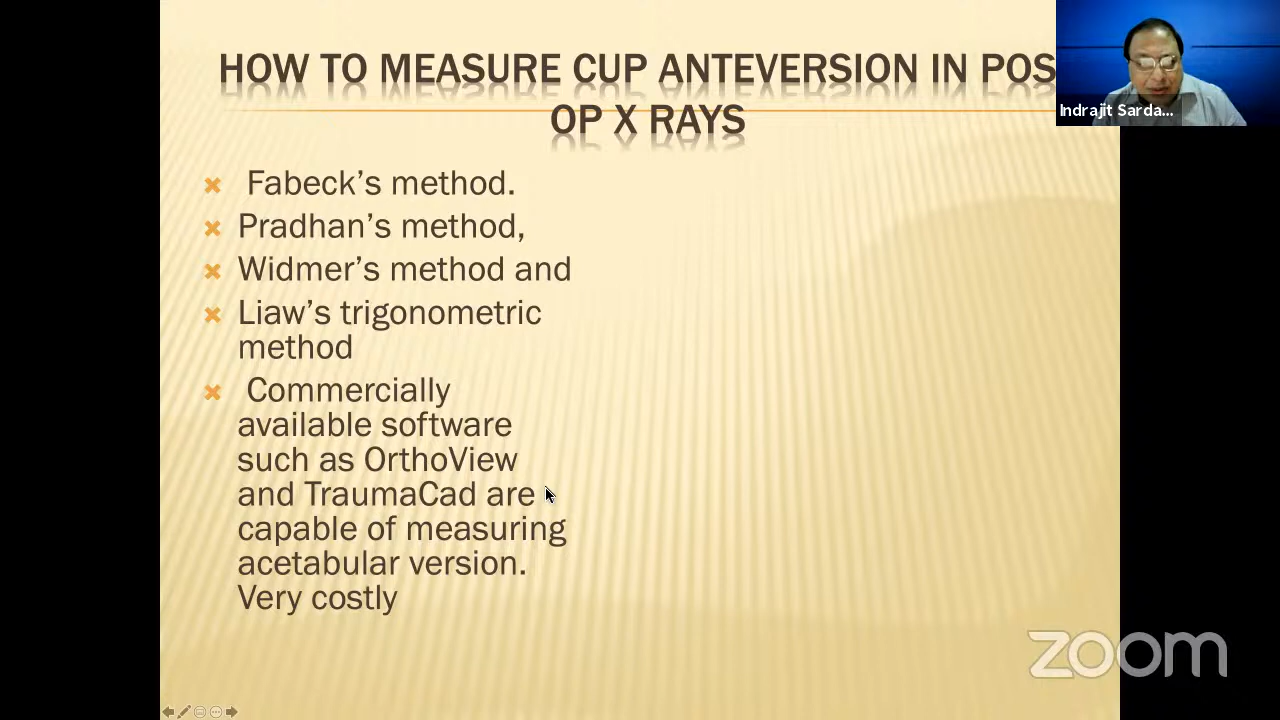 HOW TO MEASURE CUP ANTEVERSION IN POS
OP X RAYS
Indrajit Sarda...
Fabeck's method.
Pradhan's method,
Widmer's method and
Liaw's trigonometric
method
Commercially
available software
such as OrthoView
and TraumaCad are
capable of measuring
acetabular version.
Very costly
zoom